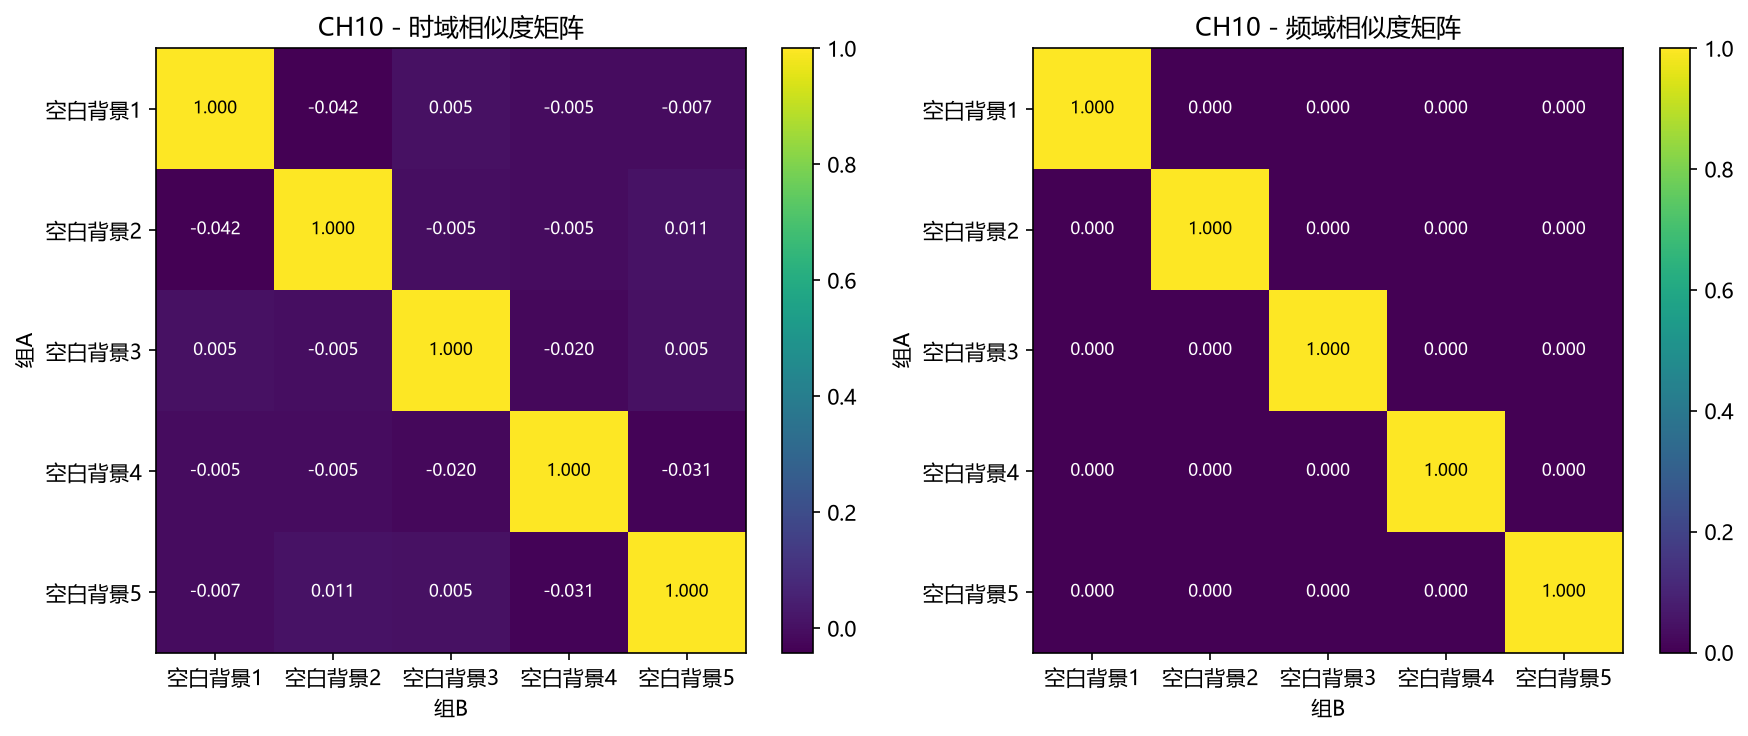 CH10 - 时域相似度矩阵
空白背景1 1.000 -0.042 0.005 -0.005 -0.007
空白背景2 -0.042 1.000 -0.005 -0.005 0.011
空白背景3 0.005 -0.005 1.000 -0.020 0.005
空白背景4 -0.005 -0.005 -0.020 1.000 -0.031
空白背景5 -0.007 0.011 0.005 -0.031 1.000
空白背景1 空白背景2 空白背景3 空白背景4 空白背景5
组A
组B
1.0
0.8
0.6
0.4
0.2
0.0
CH10 - 频域相似度矩阵
空白背景1 1.000 0.000 0.000 0.000 0.000
空白背景2 0.000 1.000 0.000 0.000 0.000
空白背景3 0.000 0.000 1.000 0.000 0.000
空白背景4 0.000 0.000 0.000 1.000 0.000
空白背景5 0.000 0.000 0.000 0.000 1.000
空白背景1 空白背景2 空白背景3 空白背景4 空白背景5
组A
组B
1.0
0.8
0.6
0.4
0.2
0.0